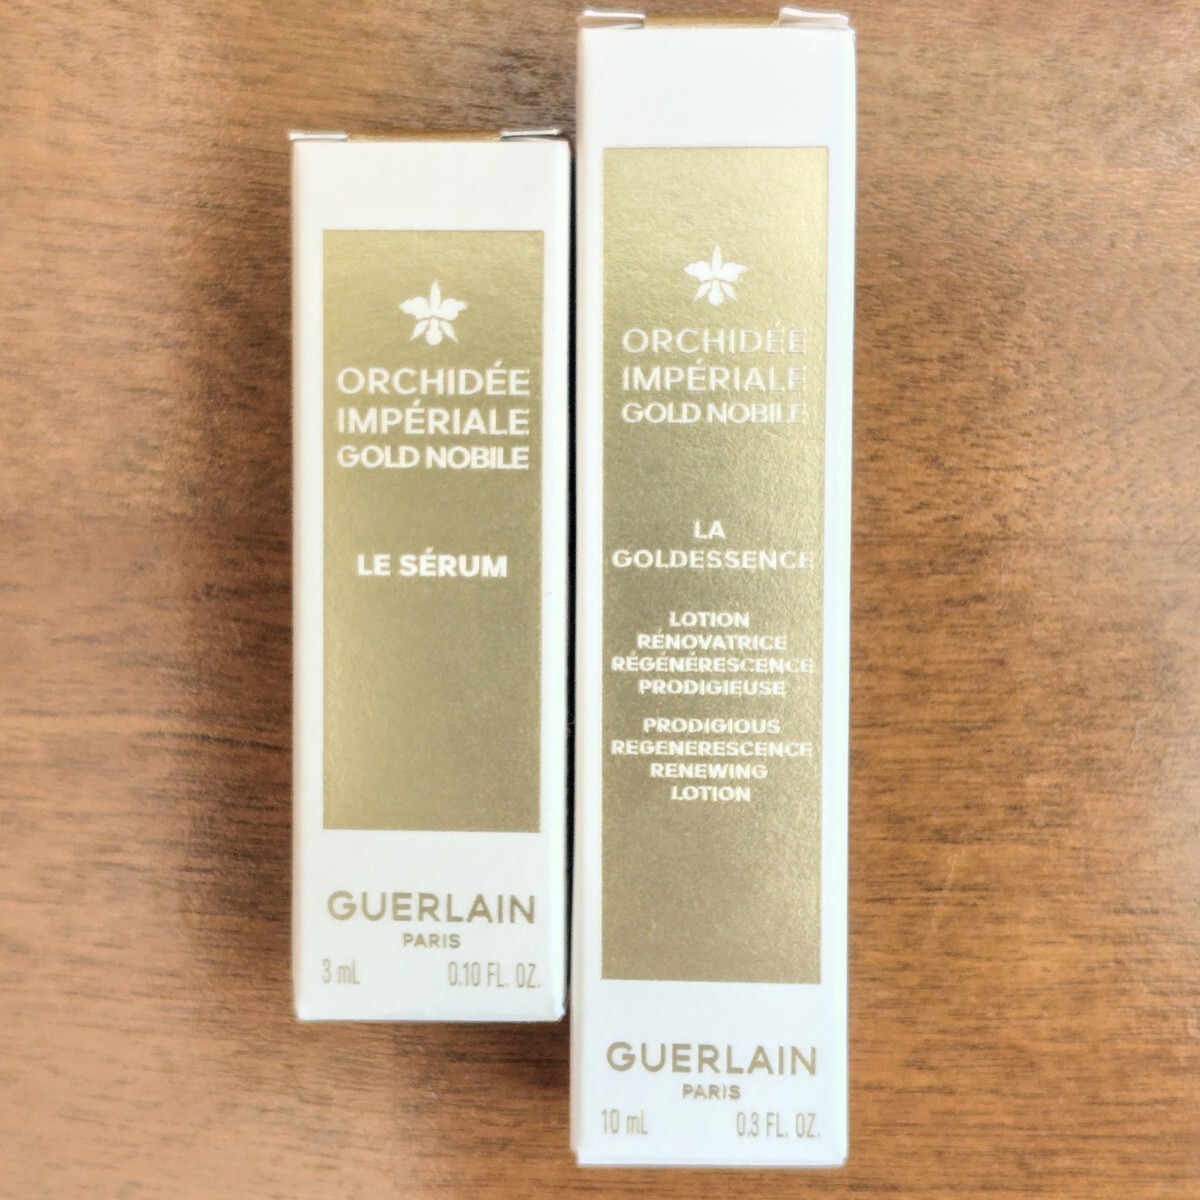 ORCHIDÉE
IMPÉRIALE
GOLD NOBILE
LE SÉRUM
GUERLAIN
PARIS
3 mL 0.10 FL. OZ.
ORCHIDÉE
IMPÉRIALE
GOLD NOBILE
LA
GOLDESSENCE
LOTION
RÉNOVATRICE
RÉGÉNÉRESCENCE
PRODIGIEUSE
PRODIGIOUS
REGENERESCENCE
RENEWING
LOTION
GUERLAIN
PARIS
10 mL 0.3 FL. OZ.